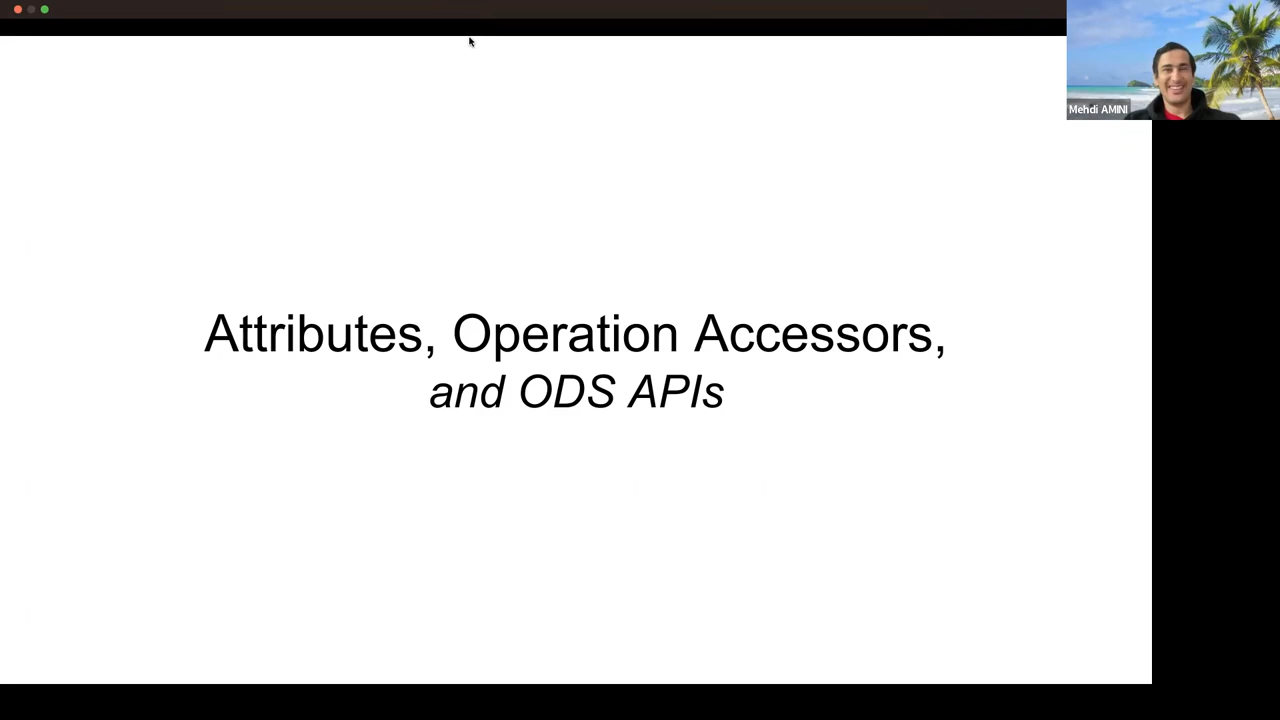 Mehdi AMINI
Attributes, Operation Accessors,
and ODS APIs